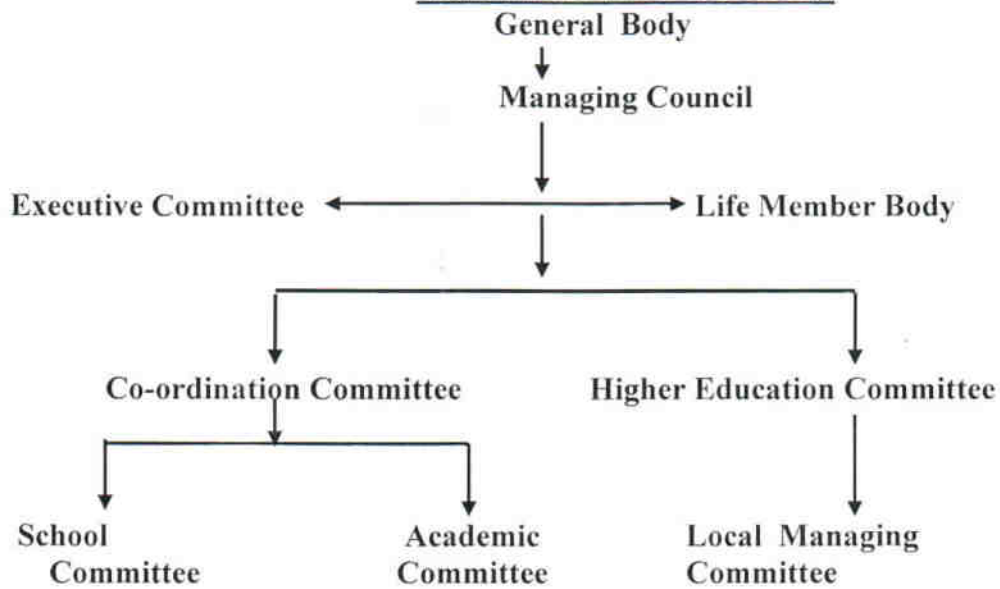 General Body
Managing Council
Executive Committee
Life Member Body
Co-ordination Committee
Higher Education Committee
School
Committee
Academic
Committee
Local Managing
Committee